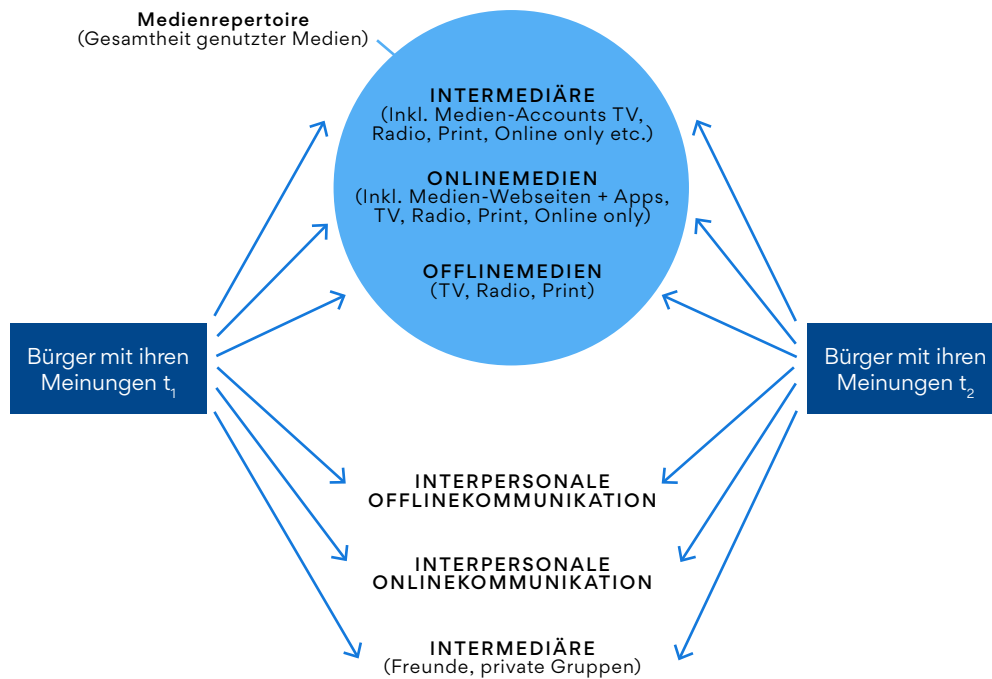 Medienrepertoire
(Gesamtheit genutzter Medien)
INTERMEDIÄRE
(Inkl. Medien-Accounts TV,
Radio, Print, Online only etc.)
ONLINEMEDIEN
(Inkl. Medien-Webseiten + Apps,
TV, Radio, Print, Online only)
OFFLINEMEDIEN
(TV, Radio, Print)
Bürger mit ihren
Meinungen t₁
Bürger mit ihren
Meinungen t₂
INTERPERSONALE
OFFLINEKOMMUNIKATION
INTERPERSONALE
ONLINEKOMMUNIKATION
INTERMEDIÄRE
(Freunde, private Gruppen)